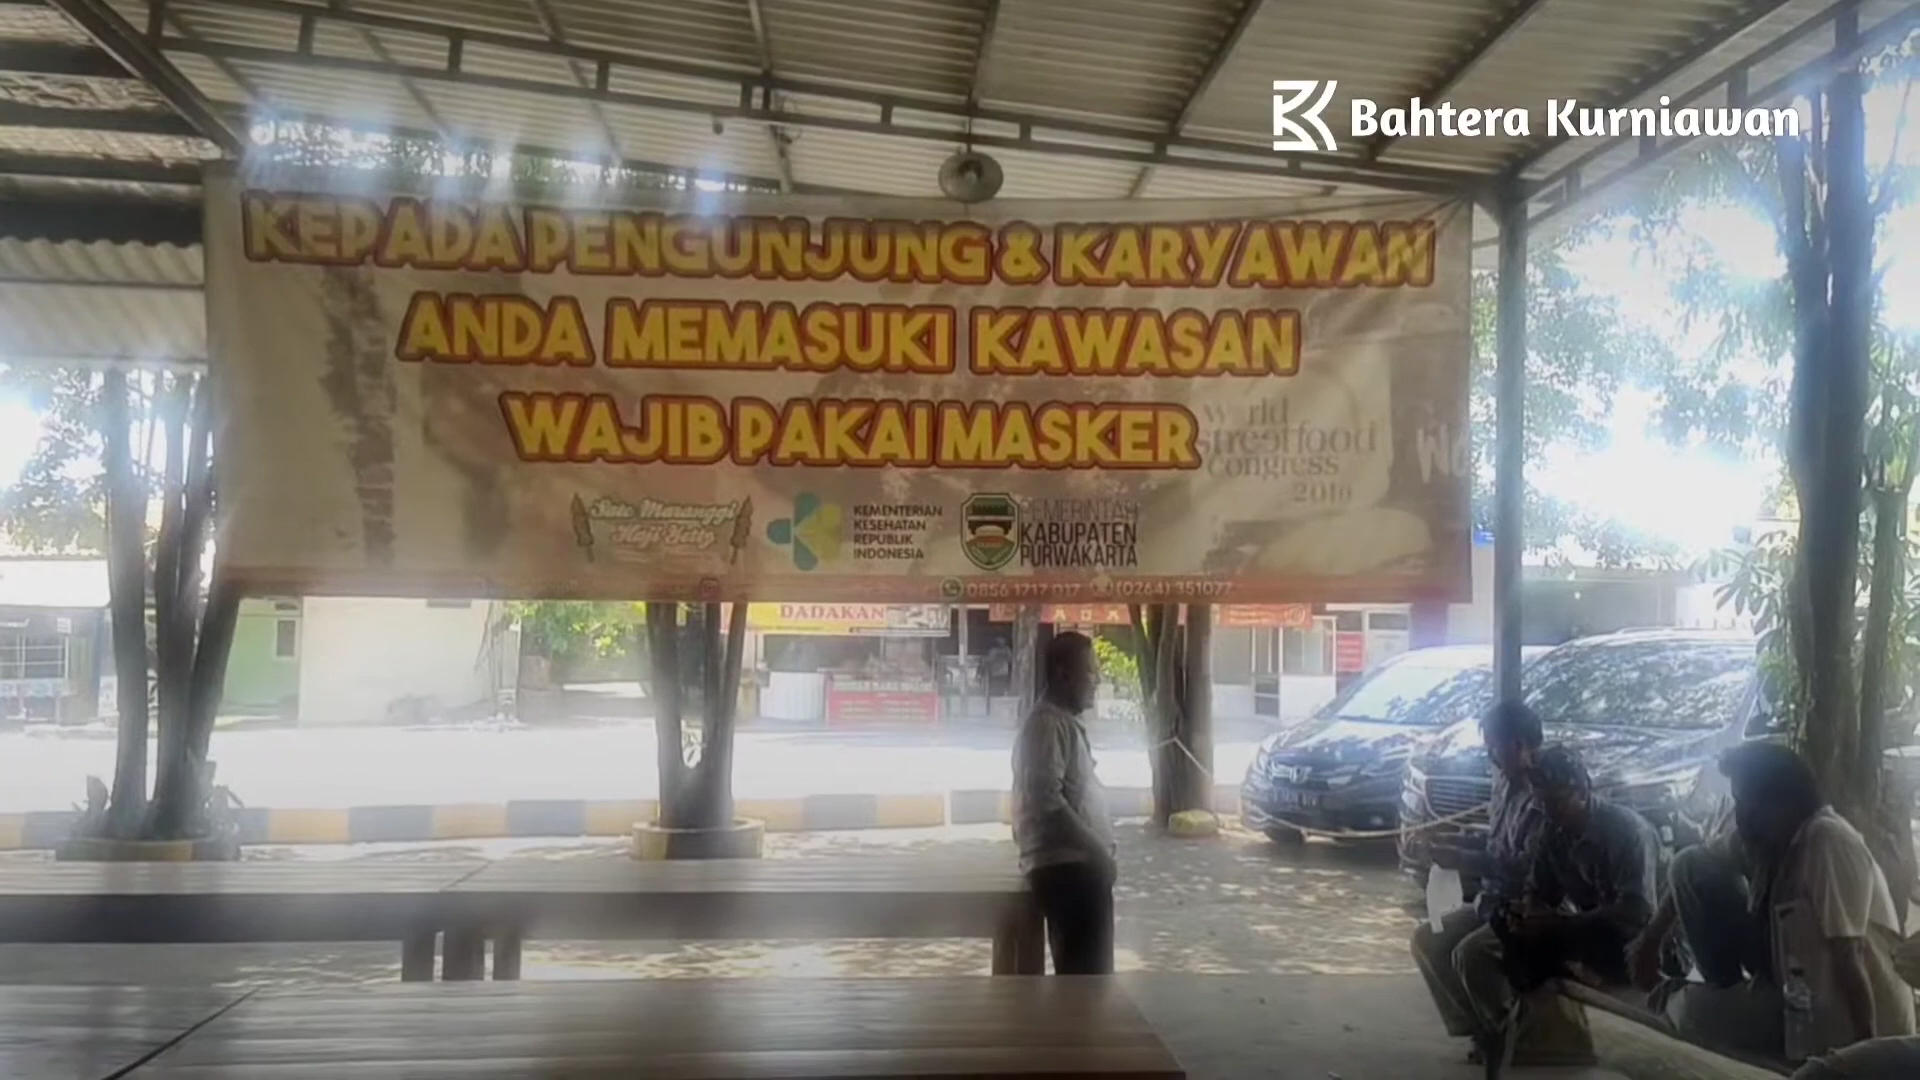 Bahtera Kurniawan
KEPADA PENGUNJUNG & KARYAWAN
ANDA MEMASUKI KAWASAN
WAJIB PAKAI MASKER
world
streetfood
congress
2016
Sate Maranggi
Haji Yetty
KEMENTERIAN
KESEHATAN
REPUBLIK
INDONESIA
PEMERINTAH
KABUPATEN
PURWAKARTA
0856 1717 017
(0264) 351077
DADAKAN